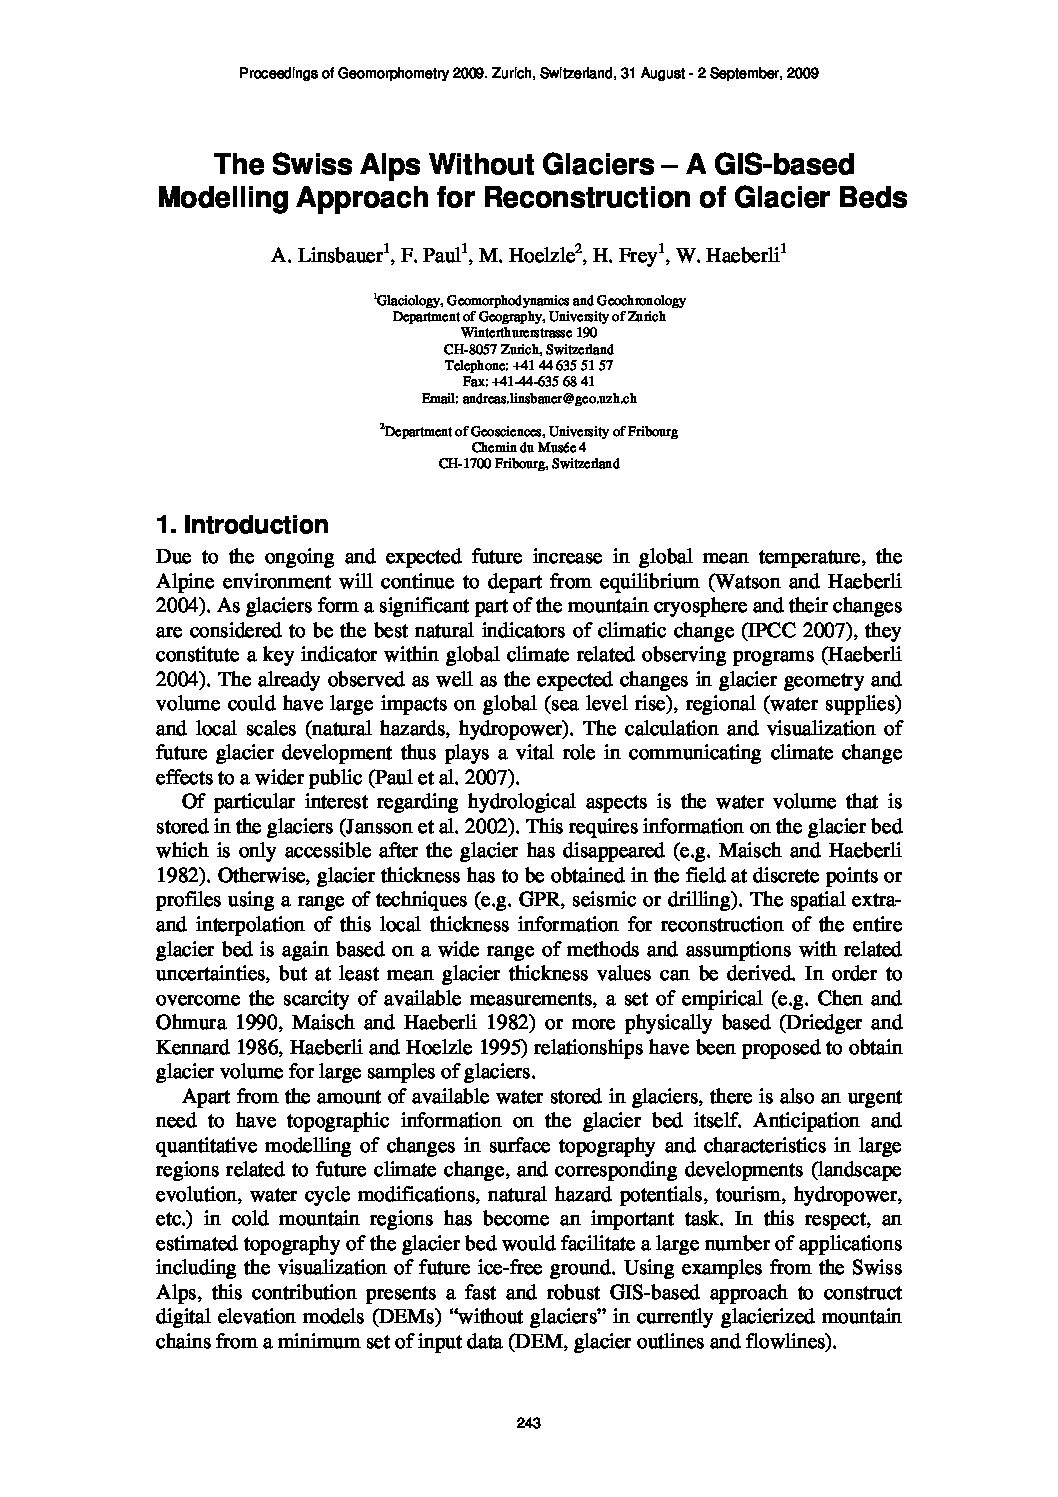 Proceedings of Geomorphometry 2009. Zurich, Switzerland, 31 August - 2 September, 2009
The Swiss Alps Without Glaciers – A GIS-based
Modelling Approach for Reconstruction of Glacier Beds
A. Linsbauer1, F. Paul1, M. Hoelzle2, H. Frey1, W. Haeberli1
1Glaciology, Geomorphodynamics and Geochronology
Department of Geography, University of Zurich
Winterthurerstrasse 190
CH-8057 Zurich, Switzerland
Telephone: +41 44 635 51 57
Fax: +41-44-635 68 41
Email: andreas.linsbauer@geo.uzh.ch
2Department of Geosciences, University of Fribourg
Chemin du Musée 4
CH-1700 Fribourg, Switzerland
1. Introduction
Due to the ongoing and expected future increase in global mean temperature, the
Alpine environment will continue to depart from equilibrium (Watson and Haeberli
2004). As glaciers form a significant part of the mountain cryosphere and their changes
are considered to be the best natural indicators of climatic change (IPCC 2007), they
constitute a key indicator within global climate related observing programs (Haeberli
2004). The already observed as well as the expected changes in glacier geometry and
volume could have large impacts on global (sea level rise), regional (water supplies)
and local scales (natural hazards, hydropower). The calculation and visualization of
future glacier development thus plays a vital role in communicating climate change
effects to a wider public (Paul et al. 2007).
Of particular interest regarding hydrological aspects is the water volume that is
stored in the glaciers (Jansson et al. 2002). This requires information on the glacier bed
which is only accessible after the glacier has disappeared (e.g. Maisch and Haeberli
1982). Otherwise, glacier thickness has to be obtained in the field at discrete points or
profiles using a range of techniques (e.g. GPR, seismic or drilling). The spatial extra-
and interpolation of this local thickness information for reconstruction of the entire
glacier bed is again based on a wide range of methods and assumptions with related
uncertainties, but at least mean glacier thickness values can be derived. In order to
overcome the scarcity of available measurements, a set of empirical (e.g. Chen and
Ohmura 1990, Maisch and Haeberli 1982) or more physically based (Driedger and
Kennard 1986, Haeberli and Hoelzle 1995) relationships have been proposed to obtain
glacier volume for large samples of glaciers.
Apart from the amount of available water stored in glaciers, there is also an urgent
need to have topographic information on the glacier bed itself. Anticipation and
quantitative modelling of changes in surface topography and characteristics in large
regions related to future climate change, and corresponding developments (landscape
evolution, water cycle modifications, natural hazard potentials, tourism, hydropower,
etc.) in cold mountain regions has become an important task. In this respect, an
estimated topography of the glacier bed would facilitate a large number of applications
including the visualization of future ice-free ground. Using examples from the Swiss
Alps, this contribution presents a fast and robust GIS-based approach to construct
digital elevation models (DEMs) “without glaciers” in currently glacierized mountain
chains from a minimum set of input data (DEM, glacier outlines and flowlines).
243